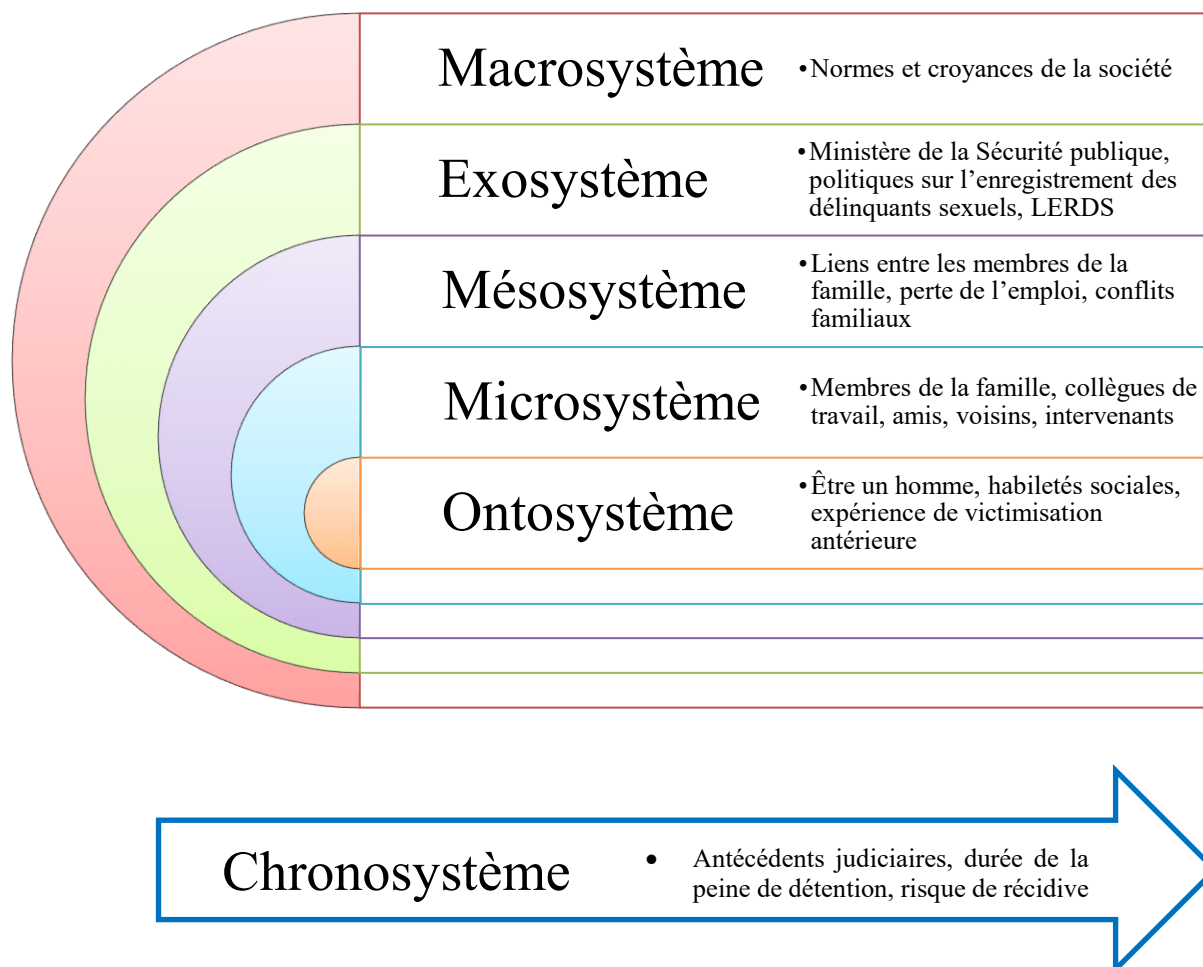 Macrosystème
•Normes et croyances de la société
Exosystème
•Ministère de la Sécurité publique,
politiques sur l’enregistrement des
délinquants sexuels, LERDS
Mésosystème
•Liens entre les membres de la
famille, perte de l’emploi, conflits
familiaux
Microsystème
•Membres de la famille, collègues de
travail, amis, voisins, intervenants
Ontosystème
•Être un homme, habiletés sociales,
expérience de victimisation
antérieure
Chronosystème
• Antécédents judiciaires, durée de la
peine de détention, risque de récidive